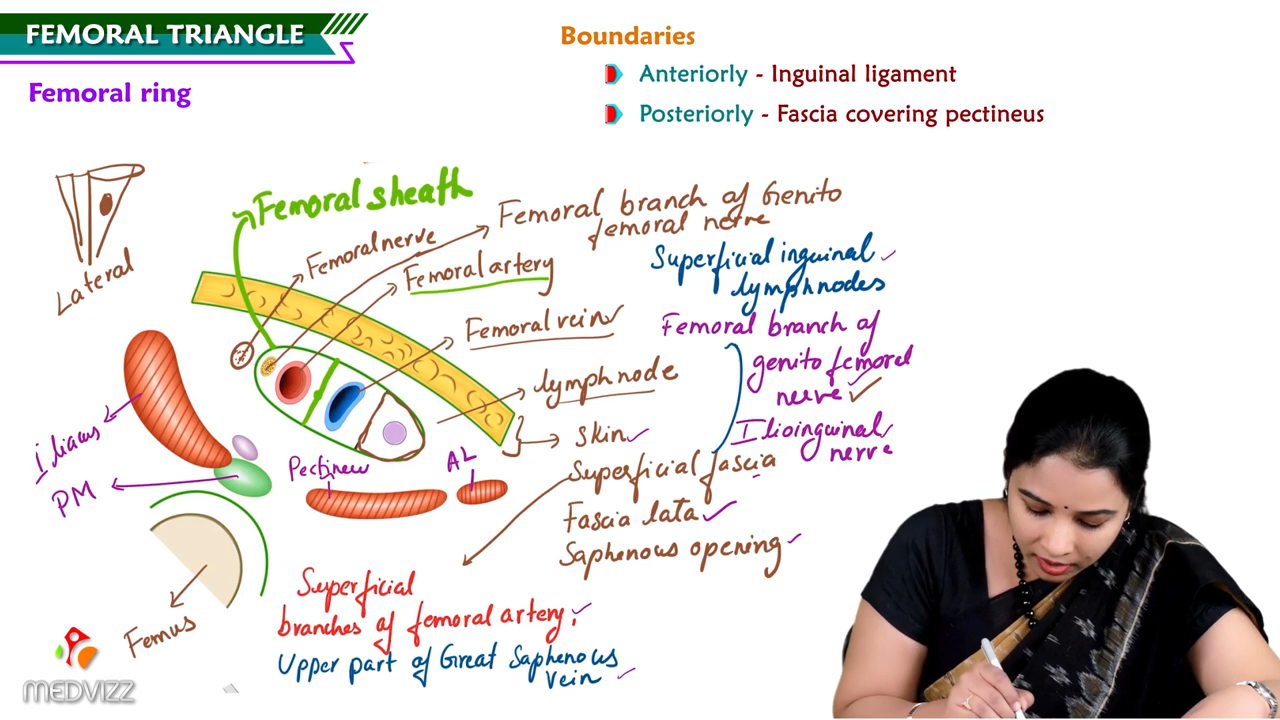 FEMORAL TRIANGLE
Femoral ring
Boundaries
Anteriorly - Inguinal ligament
Posteriorly - Fascia covering pectineus
Lateral
Femoral sheath
Femoral nerve
Femoral branch of Genito
femoral nerve
Femoral artery
Femoral vein
lymphnode
Superficial inguinal
lymphnodes
Femoral branch of
genito femoral
nerve
Ilioinguinal
nerve
skin
Superficial fascia
Fascia lata
Saphenous opening
iliacus
PM
Pectineus
AL
Femus
Superficial
branches of femoral artery;
Upper part of Great Saphenous
vein
MEDVIZZ